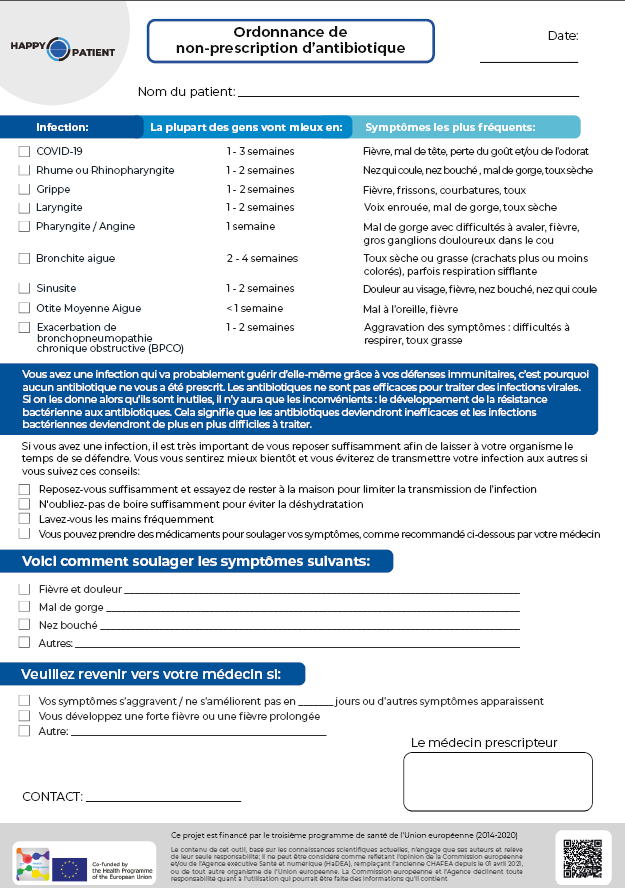 HAPPY PATIENT
Ordonnance de
non-prescription d'antibiotique
Date:
Nom du patient:
Infection: La plupart des gens vont mieux en: Symptômes les plus fréquents:
COVID-19 1 - 3 semaines Fièvre, mal de tête, perte du goût et/ou de l'odorat
Rhume ou Rhinopharyngite 1 - 2 semaines Nez qui coule, nez bouché , mal de gorge, toux sèche
Grippe 1 - 2 semaines Fièvre, frissons, courbatures, toux
Laryngite 1 - 2 semaines Voix enrouée, mal de gorge, toux sèche
Pharyngite / Angine 1 semaine Mal de gorge avec difficultés à avaler, fièvre,
gros ganglions douloureux dans le cou
Bronchite aigue 2 - 4 semaines Toux sèche ou grasse (crachats plus ou moins
colorés), parfois respiration sifflante
Sinusite 1 - 2 semaines Douleur au visage, fièvre, nez bouché, nez qui coule
Otite Moyenne Aigue < 1 semaine Mal à l'oreille, fièvre
Exacerbation de 1 - 2 semaines Aggravation des symptômes : difficultés à
bronchopneumopathie respirer, toux grasse
chronique obstructive (BPCO)
Vous avez une infection qui va probablement guérir d'elle-même grâce à vos défenses immunitaires, c'est pourquoi
aucun antibiotique ne vous a été prescrit. Les antibiotiques ne sont pas efficaces pour traiter des infections virales.
Si on les donne alors qu'ils sont inutiles, il n'y aura que les inconvénients : le développement de la résistance
bactérienne aux antibiotiques. Cela signifie que les antibiotiques deviendront inefficaces et les infections
bactériennes deviendront de plus en plus difficiles à traiter.
Si vous avez une infection, il est très important de vous reposer suffisamment afin de laisser à votre organisme le
temps de se défendre. Vous vous sentirez mieux bientôt et vous éviterez de transmettre votre infection aux autres si
vous suivez ces conseils:
Reposez-vous suffisamment et essayez de rester à la maison pour limiter la transmission de l'infection
N'oubliez-pas de boire suffisamment pour éviter la déshydratation
Lavez-vous les mains fréquemment
Vous pouvez prendre des médicaments pour soulager vos symptômes, comme recommandé ci-dessous par votre médecin
Voici comment soulager les symptômes suivants:
Fièvre et douleur
Mal de gorge
Nez bouché
Autres:
Veuillez revenir vers votre médecin si:
Vos symptômes s'aggravent / ne s'améliorent pas en ______ jours ou d'autres symptômes apparaissent
Vous développez une forte fièvre ou une fièvre prolongée
Autre:
Le médecin prescripteur
CONTACT:
Ce projet est financé par le troisième programme de santé de l'Union européenne (2014-2020)
Le contenu de cet outil, base sur les connaissances scientifiques actuelles, n'engage que ses auteurs et relève
de leur seule responsabilité; il ne peut être considéré comme reflétant l'opinion de la Commission européenne
et/ou de l'Agence exécutive Santé et numérique (HaDEA), remplaçant l'ancienne CHAFEA depuis le 01 avril 2021,
ou de tout autre organisme de l'Union européenne. La Commission européenne et l'Agence déclinent toute
responsabilité quant à l'utilisation qui pourrait être faite des informations qu'il contient
Co-funded by
the Health Programme
of the European Union